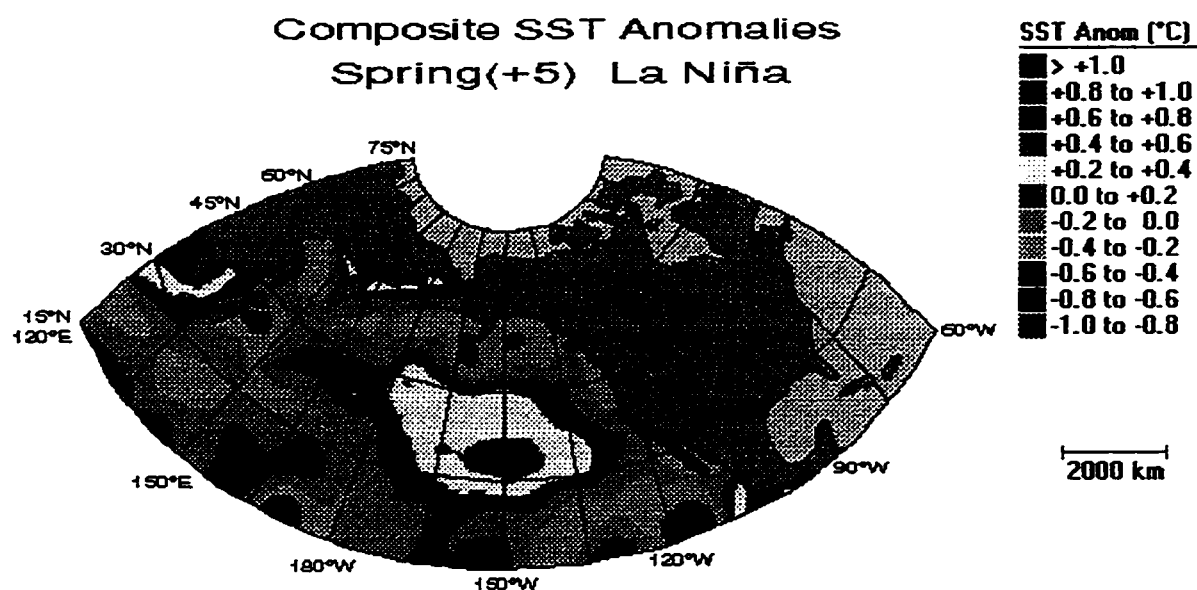 Composite SST Anomalies
Spring(+5) La Niña
SST Anom (°C)
> +1.0
+0.8 to +1.0
+0.6 to +0.8
+0.4 to +0.6
+0.2 to +0.4
0.0 to +0.2
-0.2 to 0.0
-0.4 to -0.2
-0.6 to -0.4
-0.8 to -0.6
-1.0 to -0.8
75°N
60°N
45°N
30°N
15°N
120°E
60°W
150°E
90°W
180°W
120°W
150°W
2000 km